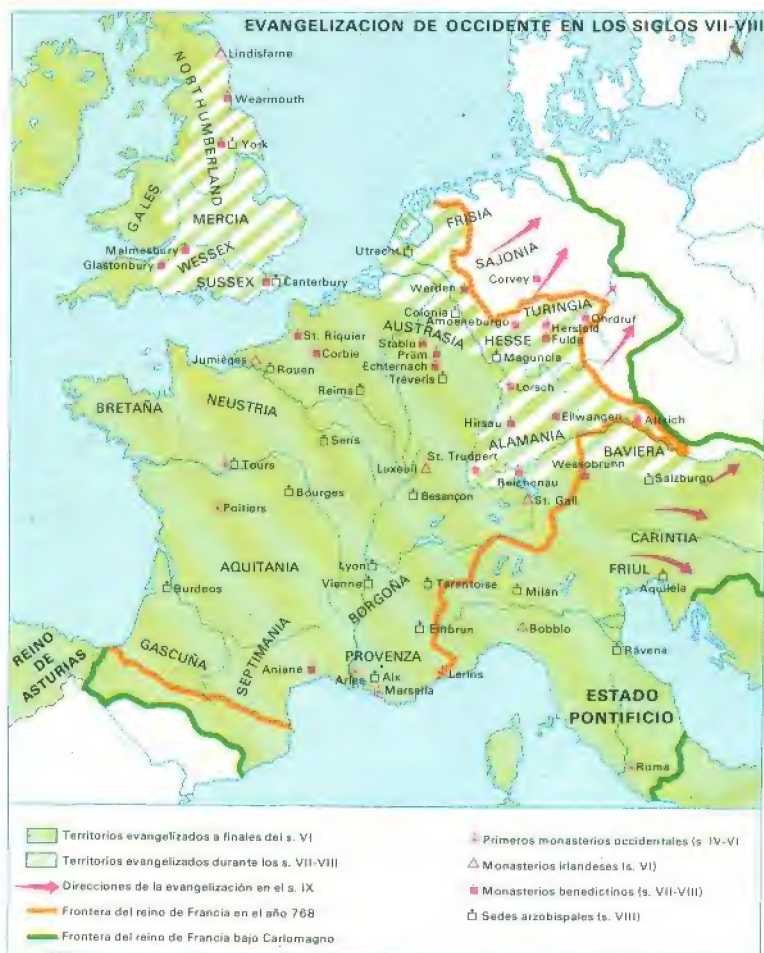 EVANGELIZACION DE OCCIDENTE EN LOS SIGLOS VII-VIII
Lindisfarne
NORTHUMBERLAND
Wearmouth
York
GALES
MERCIA
FRISIA
Malmesbury
WESSEX
Glastonbury
SUSSEX
Canterbury
Utrecht
SAJONIA
Corvey
Werden
Colonia
TURINGIA
Amoeneburgo
Ohrdruf
AUSTRASIA
HESSE
Hersfeld
Fulda
St. Riquier
Stablo
Corbie
Prüm
Maguncia
Jumièges
Echternach
Rouen
Tréveris
Reims
Lorsch
BRETAÑA
NEUSTRIA
Hirsau
Ellwangen
Altrich
Seris
ALAMANIA
BAVIERA
St. Trudpert
Wessobrunn
Tours
Luxeuil
Reichenau
Salzburgo
Bourges
Besançon
St. Gall
Poitiers
CARINTIA
AQUITANIA
Lyon
FRIUL
Burdeos
Vienne
BORGOÑA
Tarentoise
Milán
Aquilela
Einbrun
Bobbio
REINO
DE
ASTURIAS
GASCUÑA
SEPTIMANIA
PROVENZA
Rávena
Aniane
Arles
Aix
Lerins
Marsella
ESTADO
PONTIFICIO
Roma
Territorios evangelizados a finales del s. VI
Territorios evangelizados durante los s. VII-VIII
Direcciones de la evangelización en el s. IX
Frontera del reino de Francia en el año 768
Frontera del reino de Francia bajo Carlomagno
Primeros monasterios occidentales (s. IV-VI
Monasterios irlandeses (s. VI)
Monasterios benedictinos (s. VII-VIII)
Sedes arzobispales (s. VIII)